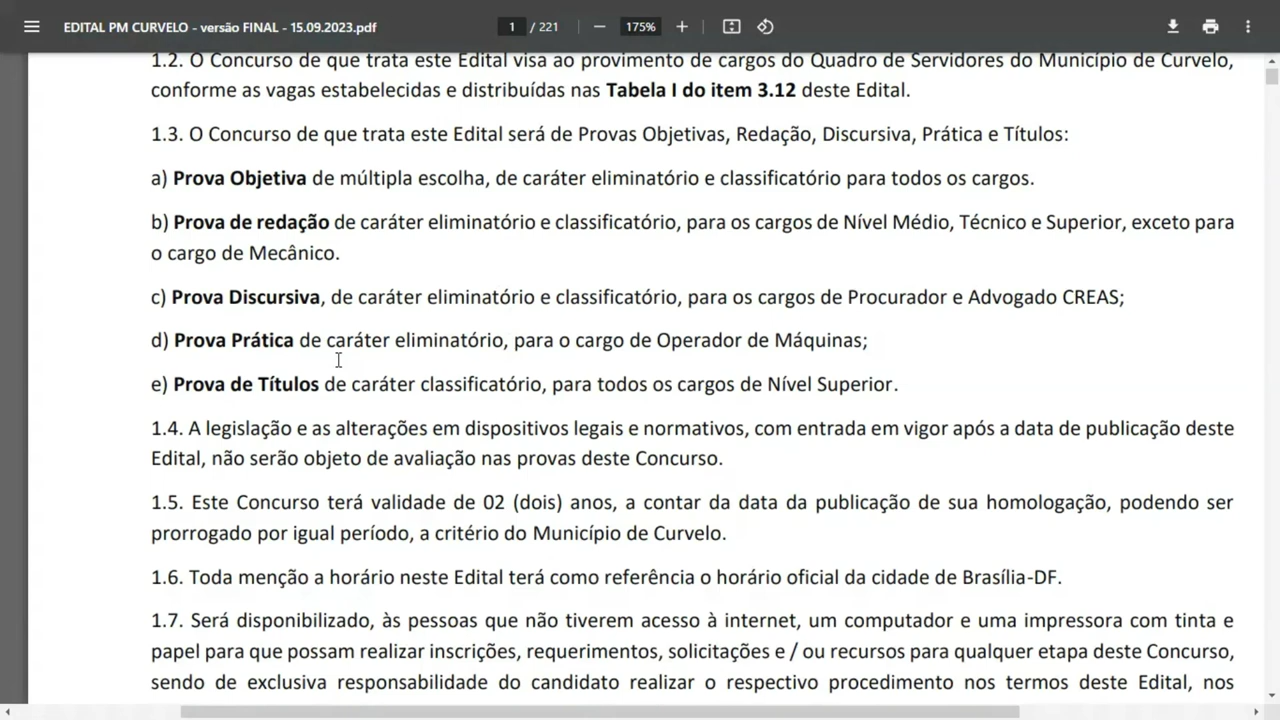 EDITAL PM CURVELO - versão FINAL - 15.09.2023.pdf
1 / 221
175%
1.2. O Concurso de que trata este Edital visa ao provimento de cargos do Quadro de Servidores do Município de Curvelo,
conforme as vagas estabelecidas e distribuídas nas Tabela I do item 3.12 deste Edital.
1.3. O Concurso de que trata este Edital será de Provas Objetivas, Redação, Discursiva, Prática e Títulos:
a) Prova Objetiva de múltipla escolha, de caráter eliminatório e classificatório para todos os cargos.
b) Prova de redação de caráter eliminatório e classificatório, para os cargos de Nível Médio, Técnico e Superior, exceto para
o cargo de Mecânico.
c) Prova Discursiva, de caráter eliminatório e classificatório, para os cargos de Procurador e Advogado CREAS;
d) Prova Prática de caráter eliminatório, para o cargo de Operador de Máquinas;
e) Prova de Títulos de caráter classificatório, para todos os cargos de Nível Superior.
1.4. A legislação e as alterações em dispositivos legais e normativos, com entrada em vigor após a data de publicação deste
Edital, não serão objeto de avaliação nas provas deste Concurso.
1.5. Este Concurso terá validade de 02 (dois) anos, a contar da data da publicação de sua homologação, podendo ser
prorrogado por igual período, a critério do Município de Curvelo.
1.6. Toda menção a horário neste Edital terá como referência o horário oficial da cidade de Brasília-DF.
1.7. Será disponibilizado, às pessoas que não tiverem acesso à internet, um computador e uma impressora com tinta e
papel para que possam realizar inscrições, requerimentos, solicitações e / ou recursos para qualquer etapa deste Concurso,
sendo de exclusiva responsabilidade do candidato realizar o respectivo procedimento nos termos deste Edital, nos